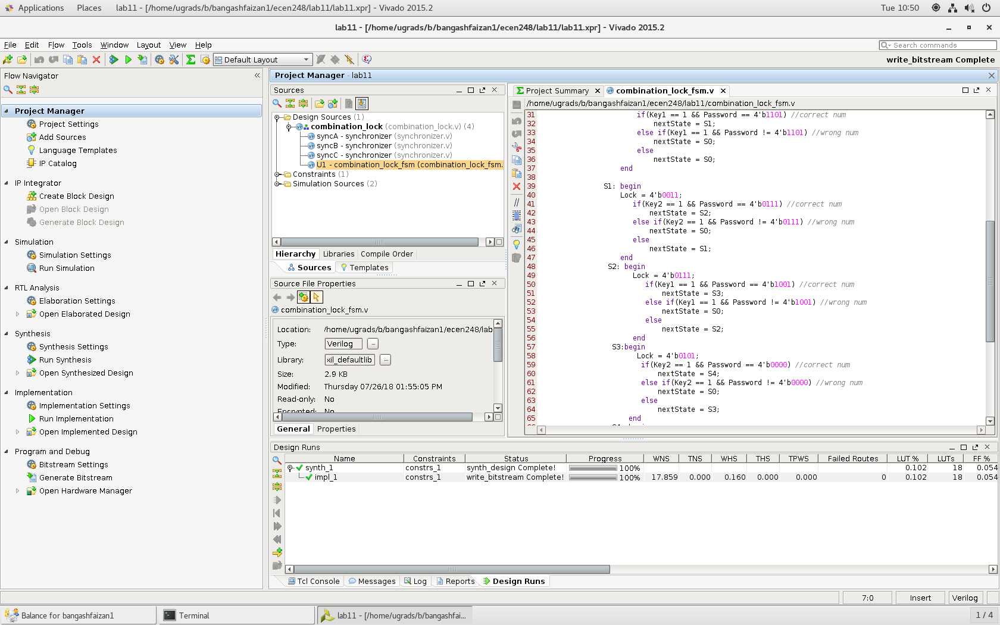 Applications Places lab11 - [/home/ugrads/b/bangashfaizan1/ecen248/lab11/lab11.xpr] - Vivado 2015.2 Tue 10:50
lab11 - [/home/ugrads/b/bangashfaizan1/ecen248/lab11/lab11.xpr] - Vivado 2015.2
File Edit Flow Tools Window Layout View Help Search commands
Default Layout write_bitstream Complete
Flow Navigator
Project Manager
Project Settings
Add Sources
Language Templates
IP Catalog
IP Integrator
Create Block Design
Open Block Design
Generate Block Design
Simulation
Simulation Settings
Run Simulation
RTL Analysis
Elaboration Settings
Open Elaborated Design
Synthesis
Synthesis Settings
Run Synthesis
Open Synthesized Design
Implementation
Implementation Settings
Run Implementation
Open Implemented Design
Program and Debug
Bitstream Settings
Generate Bitstream
Open Hardware Manager
Project Manager - lab11
Sources
Design Sources (1)
combination_lock (combination_lock.v) (4)
syncA - synchronizer (synchronizer.v)
syncB - synchronizer (synchronizer.v)
syncC - synchronizer (synchronizer.v)
U1 - combination_lock_fsm (combination_lock_fsm.
Constraints (1)
Simulation Sources (2)
Hierarchy Libraries Compile Order
Sources Templates
Source File Properties
combination_lock_fsm.v
Location: /home/ugrads/b/bangashfaizan1/ecen248/lab
Type: Verilog ...
Library: xil_defaultlib ...
Size: 2.9 KB
Modified: Thursday 07/26/18 01:55:05 PM
Read-only: No
Encrypted: No
General Properties
Project Summary combination_lock_fsm.v
/home/ugrads/b/bangashfaizan1/ecen248/lab11/combination_lock_fsm.v
31 if(Key1 == 1 && Password == 4'b1101) //correct num
32 nextState = S1;
33 else if(Key1 == 1 && Password != 4'b1101) //wrong num
34 nextState = S0;
35 else
36 nextState = S0;
37 end
38
39 S1: begin
40 Lock = 4'b0011;
41 if(Key2 == 1 && Password == 4'b0111) //correct num
42 nextState = S2;
43 else if(Key2 == 1 && Password != 4'b0111) //wrong num
44 nextState = S0;
45 else
46 nextState = S1;
47 end
48 S2: begin
49 Lock = 4'b0111;
50 if(Key1 == 1 && Password == 4'b1001) //correct num
51 nextState = S3;
52 else if(Key1 == 1 && Password != 4'b1001) //wrong num
53 nextState = S0;
54 else
55 nextState = S2;
56 end
57 S3:begin
58 Lock = 4'b0101;
59 if(Key2 == 1 && Password == 4'b0000) //correct num
60 nextState = S4;
61 else if(Key2 == 1 && Password != 4'b0000) //wrong num
62 nextState = S0;
63 else
64 nextState = S3;
65 end
Design Runs
Name Constraints Status Progress WNS TNS WHS THS TPWS Failed Routes LUT % LUTs FF %
synth_1 constrs_1 synth_design Complete! 100% 0.102 18 0.054
impl_1 constrs_1 write_bitstream Complete! 100% 17.859 0.000 0.160 0.000 0.000 0 0.102 18 0.054
Tcl Console Messages Log Reports Design Runs
7:0 Insert Verilog
Balance for bangashfaizan1 Terminal lab11 - [/home/ugrads/b/bangashfai... 1 / 4